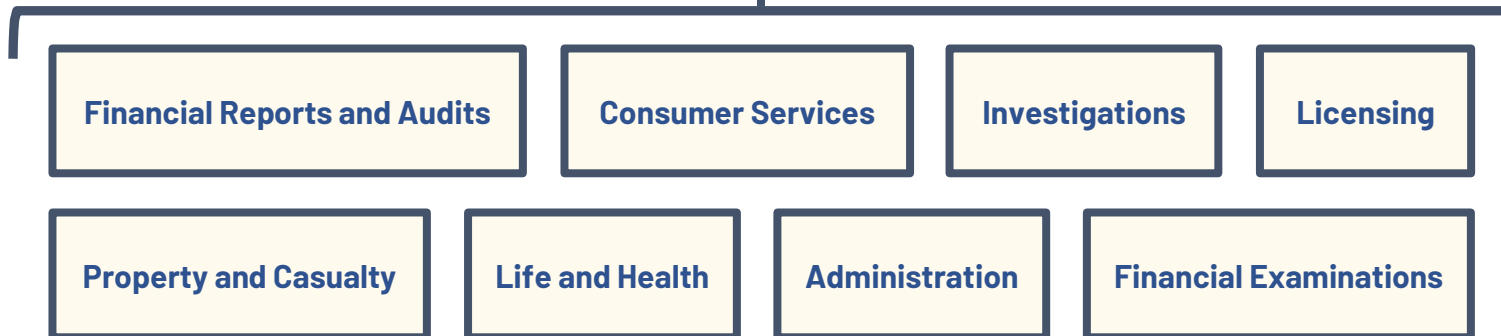 Financial Reports and Audits
Consumer Services
Investigations
Licensing
Property and Casualty
Life and Health
Administration
Financial Examinations